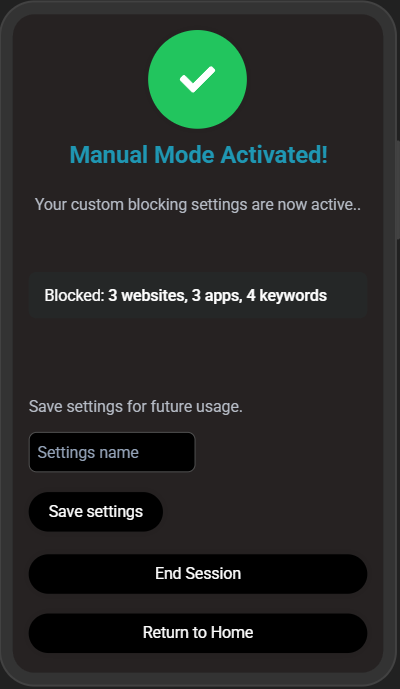 Manual Mode Activated!
Your custom blocking settings are now active..
Blocked: 3 websites, 3 apps, 4 keywords
Save settings for future usage.
Settings name
Save settings
End Session
Return to Home